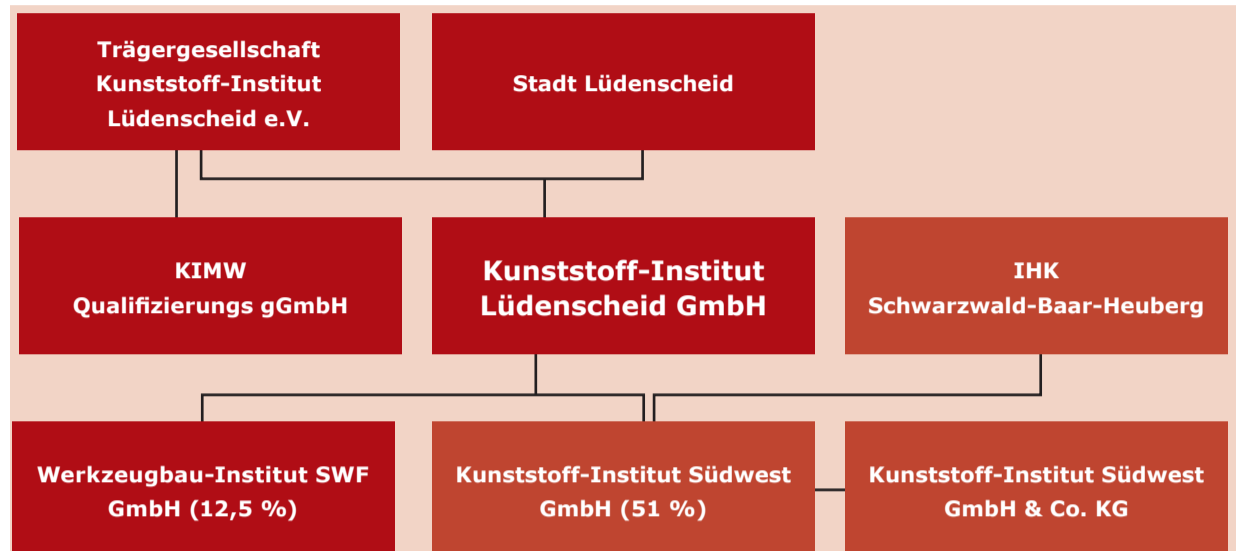 Trägergesellschaft
Kunststoff-Institut
Lüdenscheid e.V.
Stadt Lüdenscheid
KIMW
Qualifizierungs gGmbH
Kunststoff-Institut
Lüdenscheid GmbH
IHK
Schwarzwald-Baar-Heuberg
Werkzeugbau-Institut SWF
GmbH (12,5 %)
Kunststoff-Institut Südwest
GmbH (51 %)
Kunststoff-Institut Südwest
GmbH & Co. KG